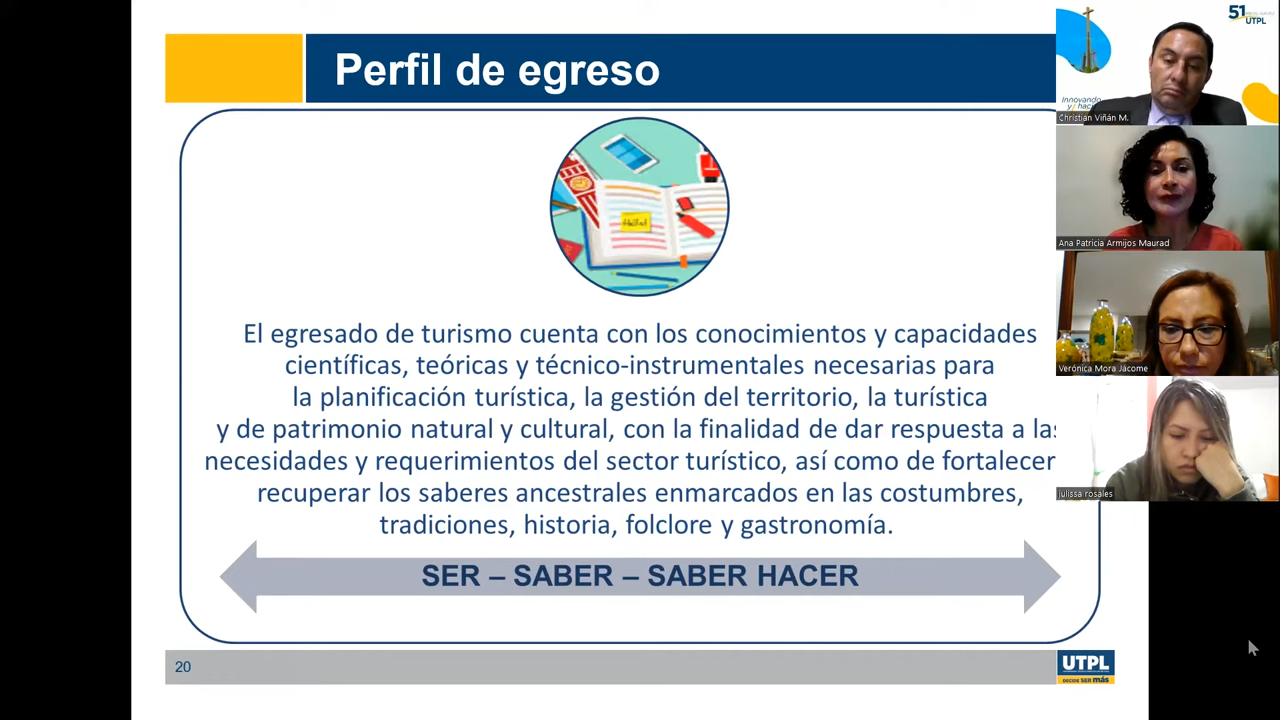 Perfil de egreso
El egresado de turismo cuenta con los conocimientos y capacidades
científicas, teóricas y técnico-instrumentales necesarias para
la planificación turística, la gestión del territorio, la turística
y de patrimonio natural y cultural, con la finalidad de dar respuesta a las
necesidades y requerimientos del sector turístico, así como de fortalecer
recuperar los saberes ancestrales enmarcados en las costumbres,
tradiciones, historia, folclore y gastronomía.
SER – SABER – SABER HACER
20
UTPL
DECIDE SER más
51
UTPL
Innovando
Christian Viñán M.
Ana Patricia Armijos Maurad
Verónica Mora Jácome
julissa rosales